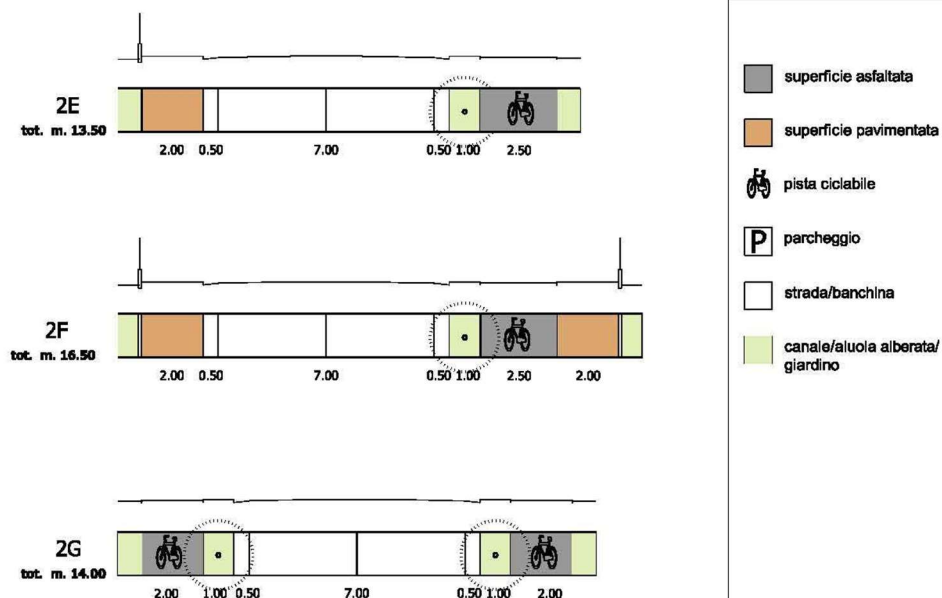 2E
tot. m. 13.50
2.00 0.50 7.00 0.50 1.00 2.50
2F
tot. m. 16.50
2.00 0.50 7.00 0.50 1.00 2.50 2.00
2G
tot. m. 14.00
2.00 1.00 0.50 7.00 0.50 1.00 2.00
superficie asfaltata
superficie pavimentata
pista ciclabile
P parcheggio
strada/banchina
canale/aluola alberata/
giardino